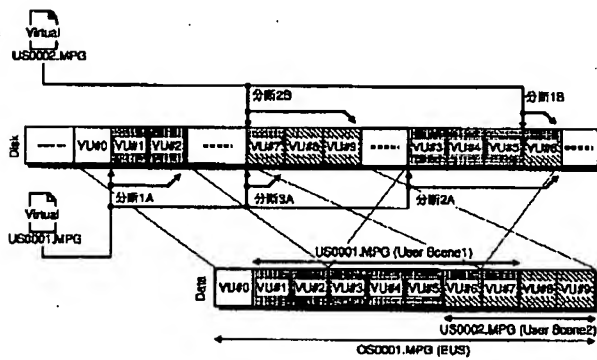 Virtual
US0002.MPG
分断2B
分断1B
Disk
VU#0
VU#1
VU#2
VU#7
VU#8
VU#9
VU#3
VU#4
VU#5
VU#6
分断1A
分断3A
分断2A
Virtual
US0001.MPG
US0001.MPG (User Scene1)
Data
VU#0
VU#1
VU#2
VU#3
VU#4
VU#5
VU#6
VU#7
VU#8
VU#9
US0002.MPG (User Scene2)
OS0001.MPG (EUS)